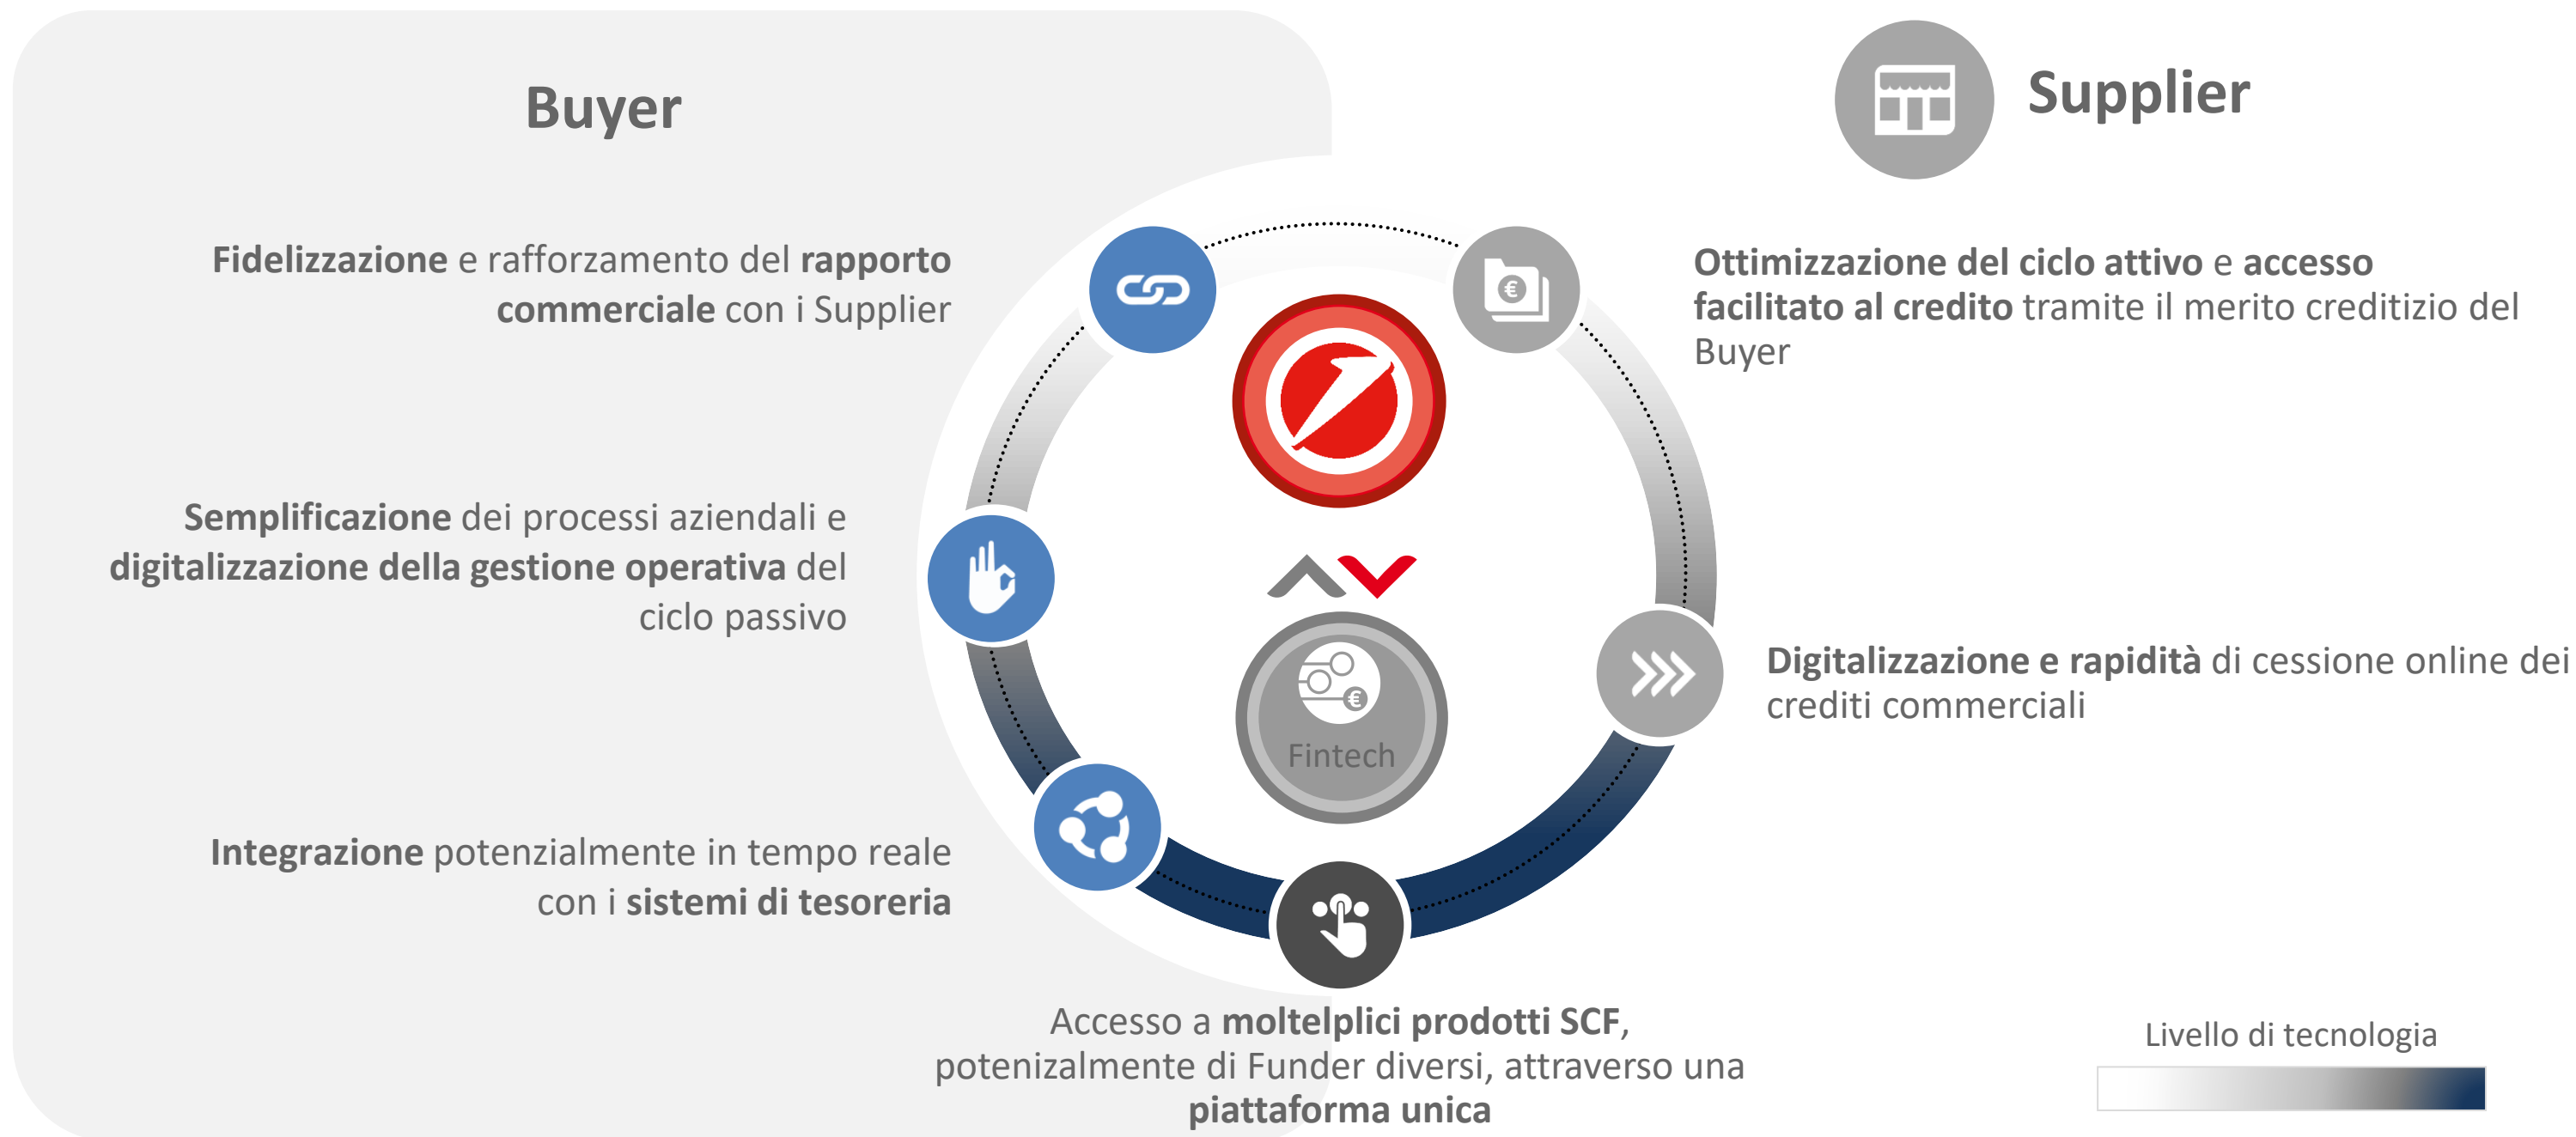 Buyer
Fidelizzazione e rafforzamento del rapporto
commerciale con i Supplier
Semplificazione dei processi aziendali e
digitalizzazione della gestione operativa del
ciclo passivo
Integrazione potenzialmente in tempo reale
con i sistemi di tesoreria
Supplier
Ottimizzazione del ciclo attivo e accesso
facilitato al credito tramite il merito creditizio del
Buyer
Digitalizzazione e rapidità di cessione online dei
crediti commerciali
€
€
Fintech
Accesso a moltelplici prodotti SCF,
potenizalmente di Funder diversi, attraverso una
piattaforma unica
Livello di tecnologia